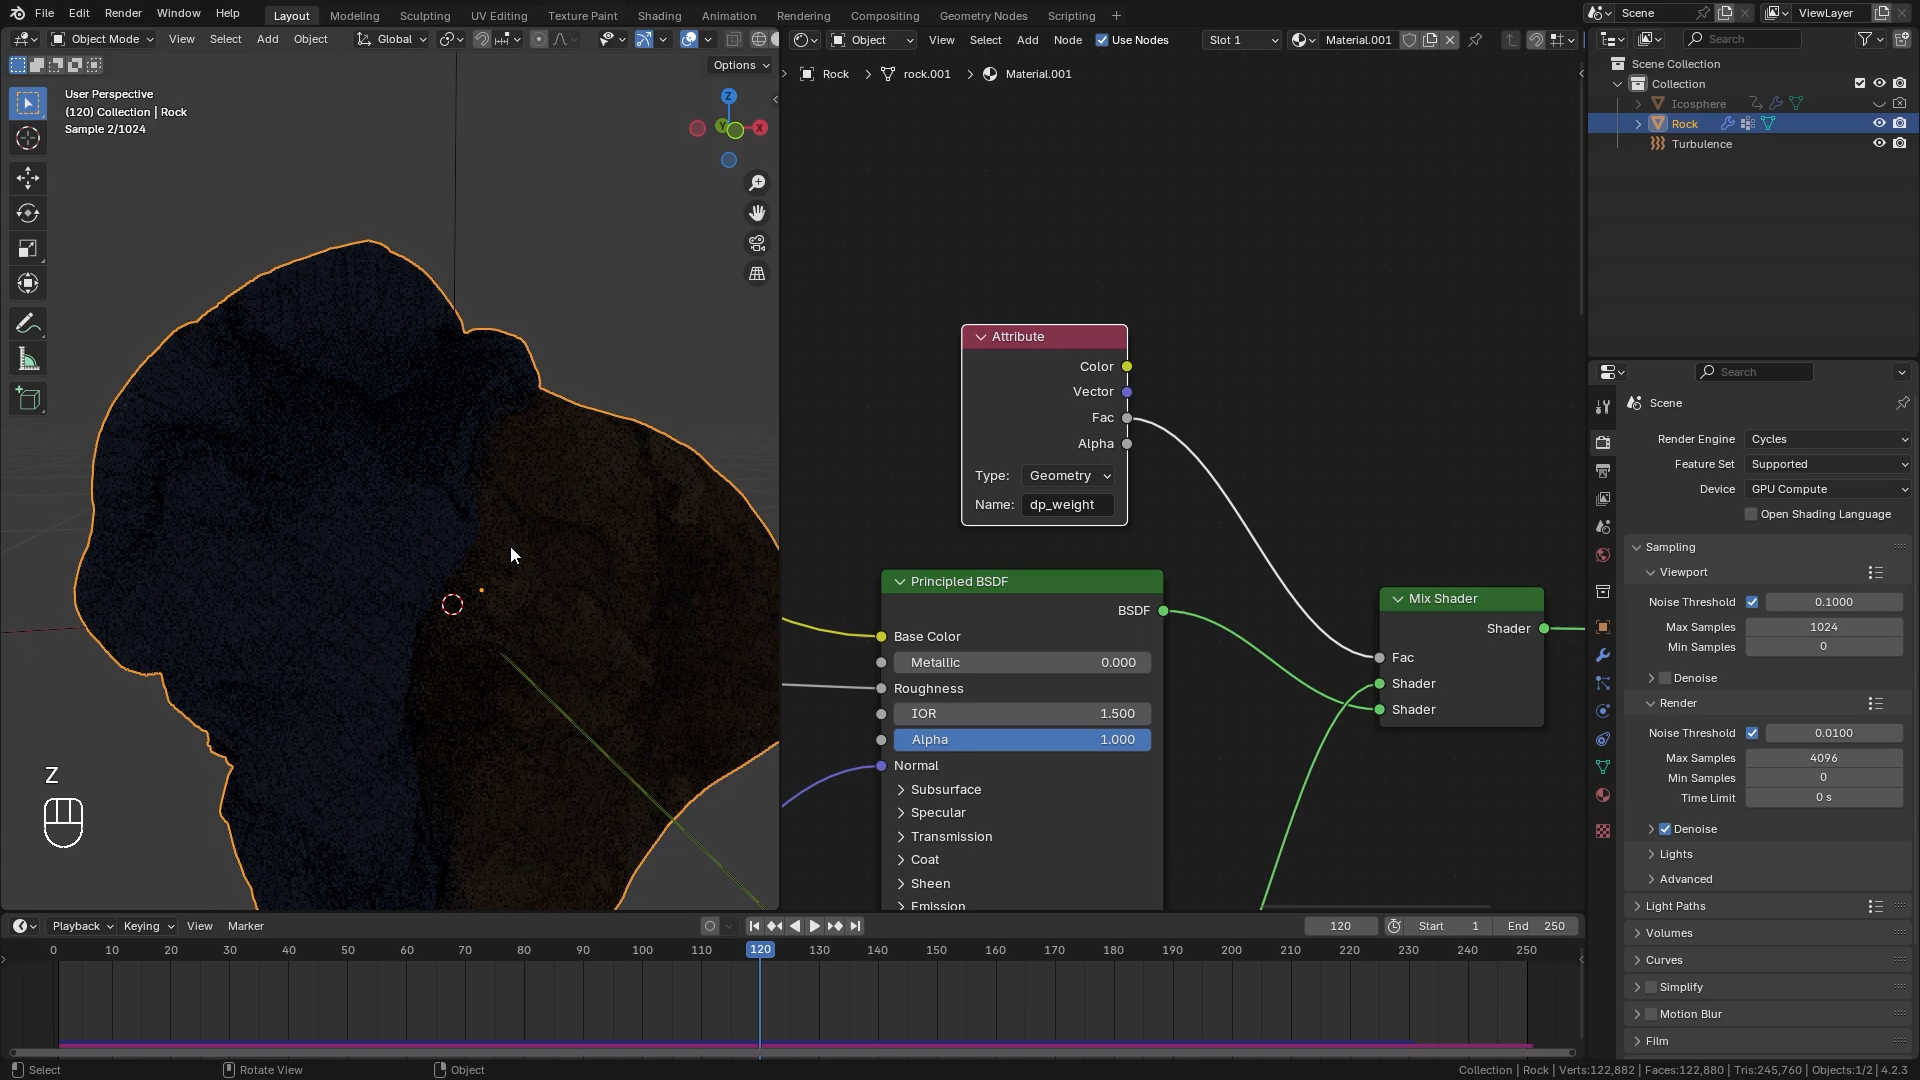 File Edit Render Window Help Layout Modeling Sculpting UV Editing Texture Paint Shading Animation Rendering Compositing Geometry Nodes Scripting + Scene ViewLayer
Object Mode View Select Add Object Global
Object View Select Add Node Use Nodes Slot 1 Material.001
Search
Options
Rock > rock.001 > Material.001
User Perspective
(120) Collection | Rock
Sample 2/1024
Z
X
Y
Scene Collection
Collection
Icosphere
Rock
Turbulence
Attribute
Color
Vector
Fac
Alpha
Type: Geometry
Name: dp_weight
Principled BSDF
BSDF
Base Color
Metallic 0.000
Roughness
IOR 1.500
Alpha 1.000
Normal
Subsurface
Specular
Transmission
Coat
Sheen
Emission
Mix Shader
Shader
Fac
Shader
Shader
Z
Search
Scene
Render Engine Cycles
Feature Set Supported
Device GPU Compute
Open Shading Language
Sampling
Viewport
Noise Threshold 0.1000
Max Samples 1024
Min Samples 0
Denoise
Render
Noise Threshold 0.0100
Max Samples 4096
Min Samples 0
Time Limit 0 s
Denoise
Lights
Advanced
Light Paths
Volumes
Curves
Simplify
Motion Blur
Film
Playback Keying View Marker 120 Start 1 End 250
0 10 20 30 40 50 60 70 80 90 100 110 120 130 140 150 160 170 180 190 200 210 220 230 240 250
Select Rotate View Object Collection | Rock | Verts:122,882 | Faces:122,880 | Tris:245,760 | Objects:1/2 | 4.2.3